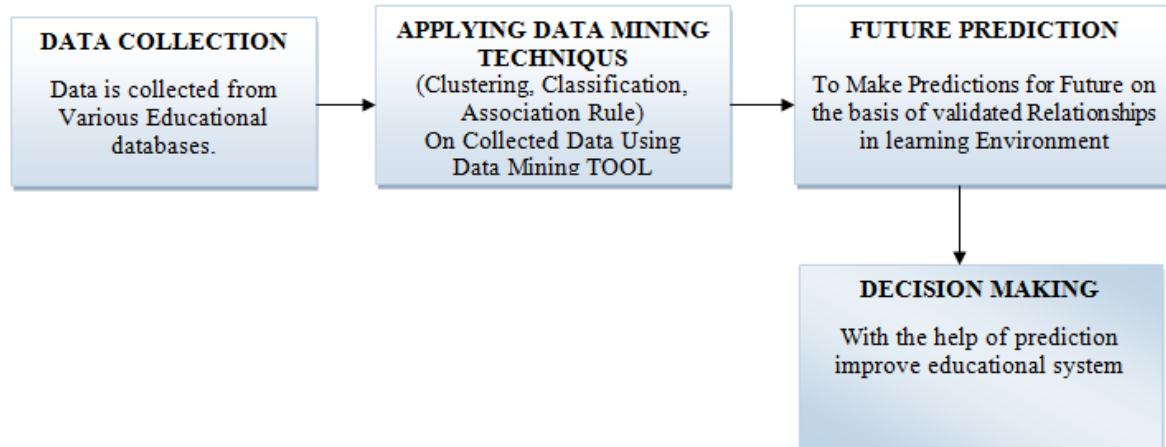 DATA COLLECTION
Data is collected from
Various Educational
databases.
APPLYING DATA MINING
TECHNIQUS
(Clustering, Classification,
Association Rule)
On Collected Data Using
Data Mining TOOL
FUTURE PREDICTION
To Make Predictions for Future on
the basis of validated Relationships
in learning Environment
DECISION MAKING
With the help of prediction
improve educational system